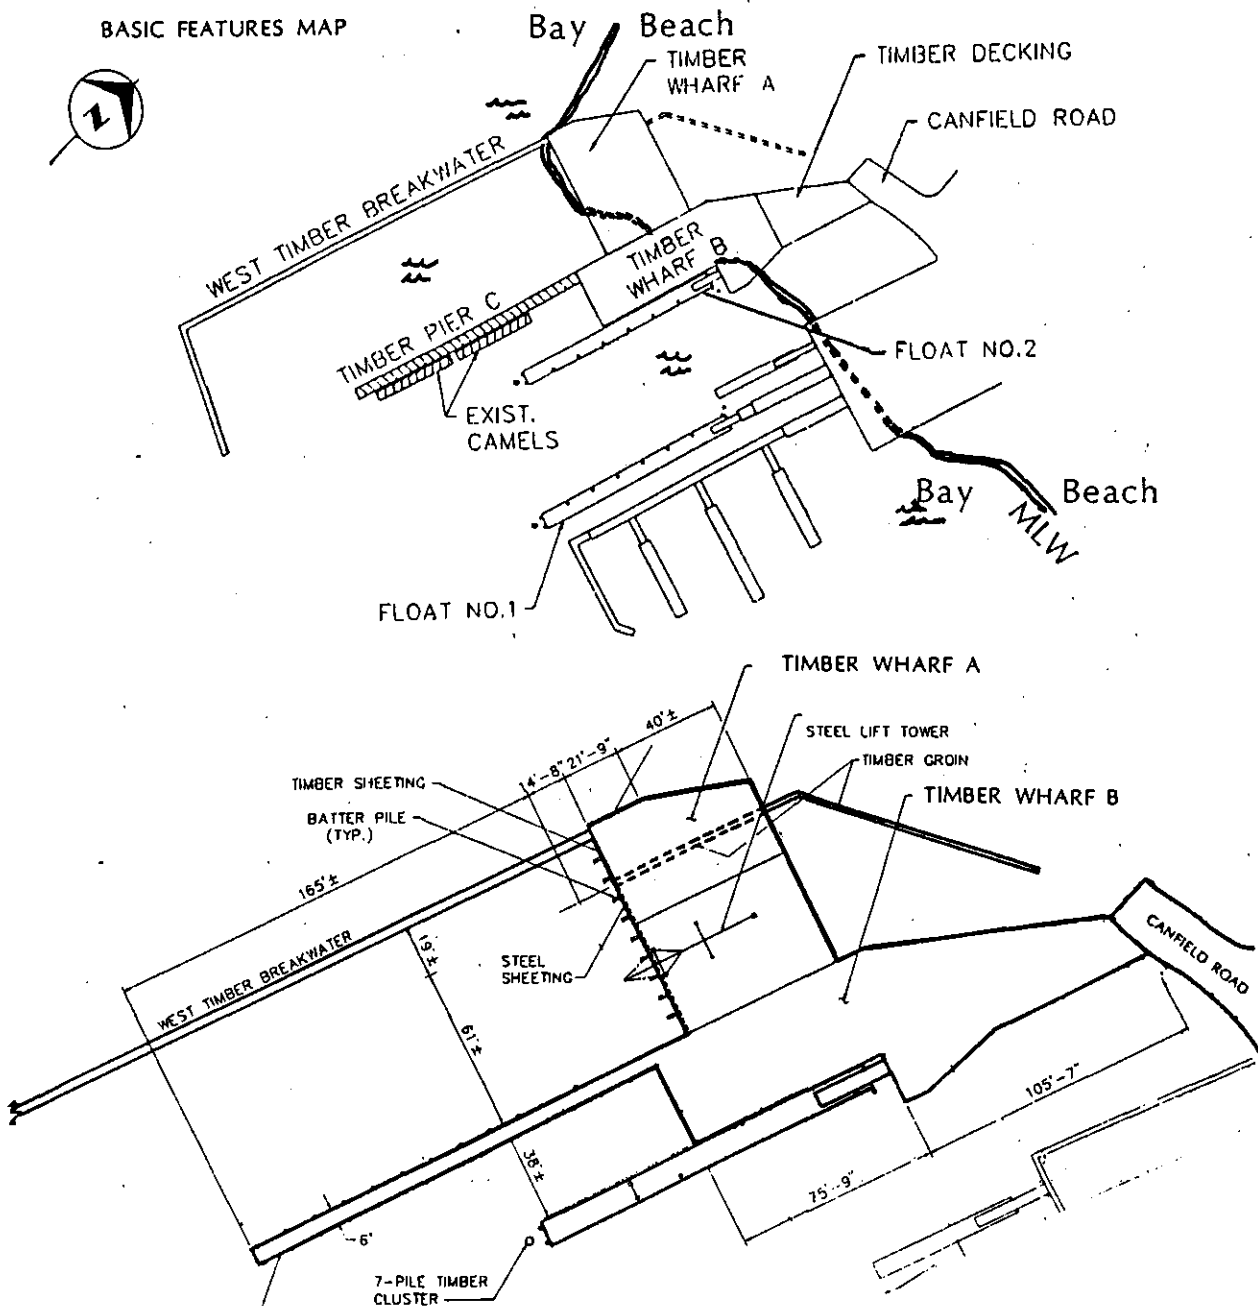 BASIC FEATURES MAP
Bay Beach
TIMBER
WHARF A
TIMBER DECKING
CANFIELD ROAD
Z
WEST TIMBER BREAKWATER
TIMBER
WHARF B
TIMBER PIER C
FLOAT NO.2
EXIST.
CAMELS
Bay Beach
MLW
FLOAT NO.1
TIMBER WHARF A
40'±
STEEL LIFT TOWER
21'-9"
14'-8"
TIMBER GROIN
TIMBER SHEETING
TIMBER WHARF B
BATTER PILE
(TYP.)
165'±
CANFIELD ROAD
19'±
STEEL
SHEETING
WEST TIMBER BREAKWATER
61'±
105'-7"
38'±
75'-9"
6'
7-PILE TIMBER
CLUSTER